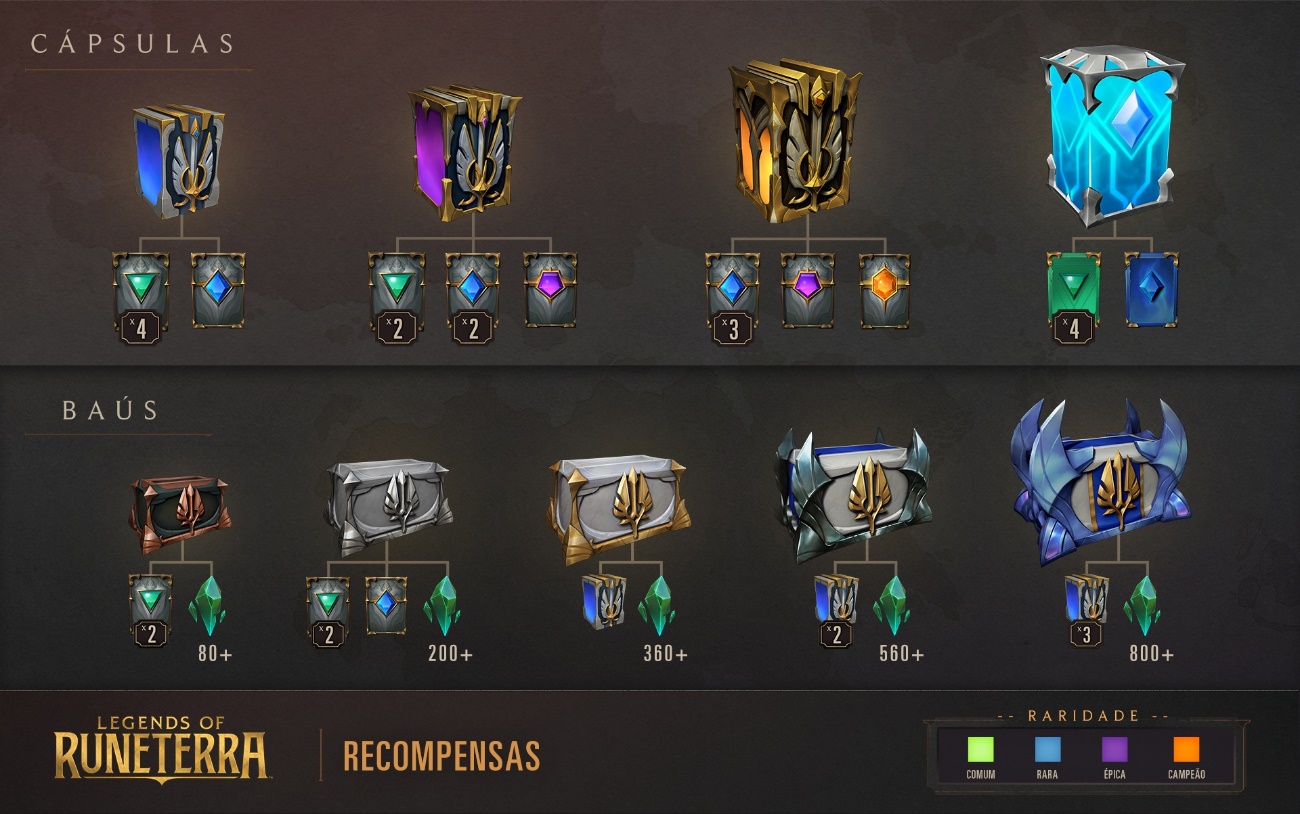 CÁPSULAS
x4
x2 x2
x3
x4
BAÚS
x2
80+
x2
200+
360+
x2
560+
x3
800+
LEGENDS OF
RUNETERRA
RECOMPENSAS
-- RARIDADE --
COMUM
RARA
ÉPICA
CAMPEÃO